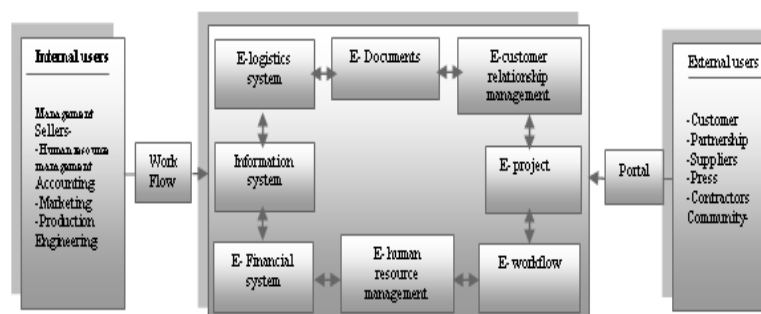 Internal users
Management
Sellers-
-Human resource
management
Accounting
-Marketing
-Production
Engineering
Work
Flow
E-logistics
system
E- Documents
E-customer
relationship
management
Information
system
E-project
E- Financial
system
E- human
resource
management
E-workflow
Portal
External users
-Customer
-Partnership
-Suppliers
-Press
-Contractors
Community-